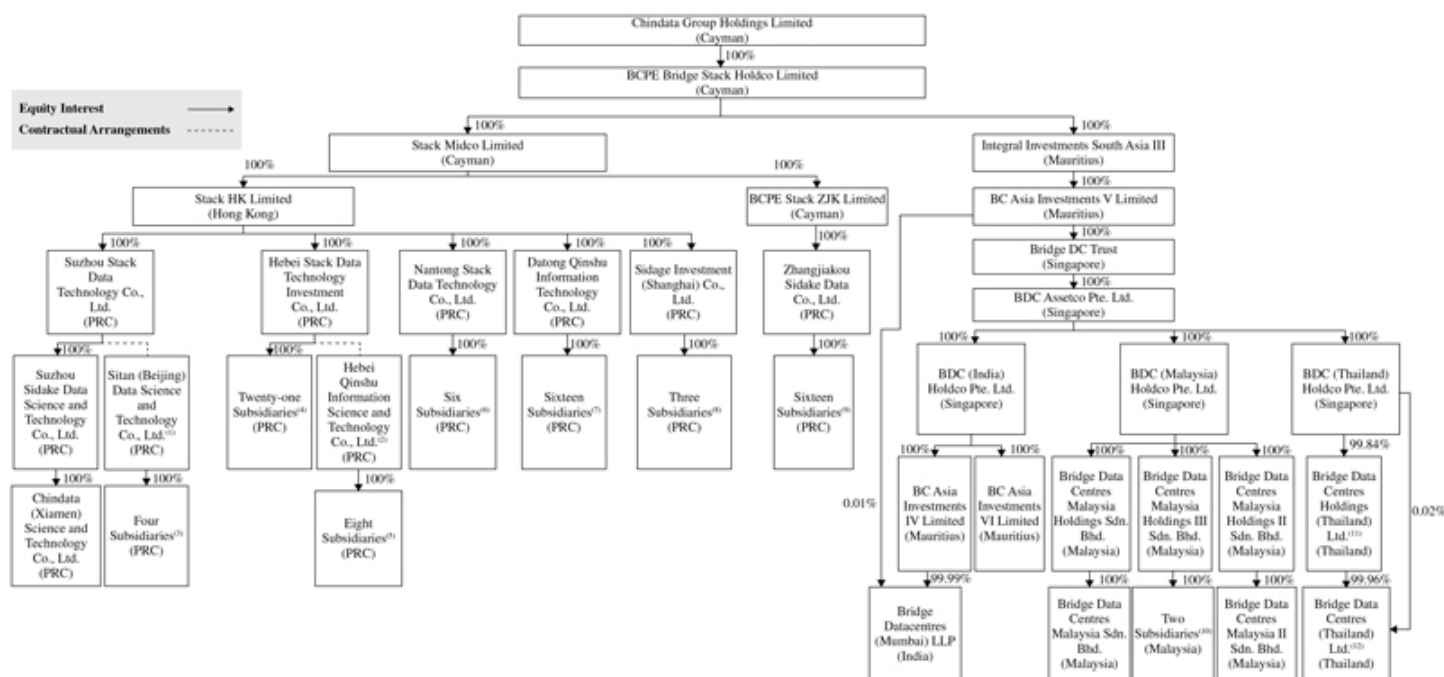 Chindata Group Holdings Limited
(Cayman)
100%
BCPE Bridge Stack Holdco Limited
(Cayman)
Equity Interest
Contractual Arrangements
100%
100%
Stack Midco Limited
(Cayman)
Integral Investments South Asia III
(Mauritius)
100%
100%
100%
Stack HK Limited
(Hong Kong)
BCPE Stack ZJK Limited
(Cayman)
BC Asia Investments V Limited
(Mauritius)
100%
100%
100%
100%
100%
100%
100%
Suzhou Stack
Data
Technology Co.,
Ltd.
(PRC)
Hebei Stack Data
Technology
Investment
Co., Ltd.
(PRC)
Nantong Stack
Data Technology
Co., Ltd.
(PRC)
Datong Qinshu
Information
Technology
Co., Ltd.
(PRC)
Sidage Investment
(Shanghai) Co.,
Ltd.
(PRC)
Zhangjiakou
Sidake Data
Co., Ltd.
(PRC)
Bridge DC Trust
(Singapore)
100%
BDC Assetco Pte. Ltd.
(Singapore)
100%
100%
100%
100%
100%
100%
100%
100%
100%
Suzhou
Sidake Data
Science and
Technology
Co., Ltd.
(PRC)
Sitan (Beijing)
Data Science
and
Technology
Co., Ltd.(1)
(PRC)
Twenty-one
Subsidiaries(4)
(PRC)
Hebei
Qinshu
Information
Science and
Technology
Co., Ltd.(2)
(PRC)
Six
Subsidiaries(6)
(PRC)
Sixteen
Subsidiaries(7)
(PRC)
Three
Subsidiaries(8)
(PRC)
Sixteen
Subsidiaries(9)
(PRC)
BDC (India)
Holdco Pte. Ltd.
(Singapore)
BDC (Malaysia)
Holdco Pte. Ltd.
(Singapore)
BDC (Thailand)
Holdco Pte. Ltd.
(Singapore)
100%
100%
100%
100%
100%
100%
100%
100%
99.84%
Chindata
(Xiamen)
Science and
Technology
Co., Ltd.
(PRC)
Four
Subsidiaries(3)
(PRC)
Eight
Subsidiaries(5)
(PRC)
0.01%
BC Asia
Investments
IV Limited
(Mauritius)
BC Asia
Investments
VI Limited
(Mauritius)
Bridge Data
Centres
Malaysia
Holdings Sdn.
Bhd.
(Malaysia)
Bridge Data
Centres
Malaysia
Holdings III
Sdn. Bhd.
(Malaysia)
Bridge Data
Centres
Malaysia
Holdings II
Sdn. Bhd.
(Malaysia)
Bridge Data
Centres
Holdings
(Thailand)
Ltd.(11)
(Thailand)
0.02%
99.99%
100%
100%
100%
99.96%
Bridge
Datacentres
(Mumbai) LLP
(India)
Bridge Data
Centres
Malaysia Sdn.
Bhd.
(Malaysia)
Two
Subsidiaries(10)
(Malaysia)
Bridge Data
Centres
Malaysia II
Sdn. Bhd.
(Malaysia)
Bridge Data
Centres
(Thailand)
Ltd.(12)
(Thailand)